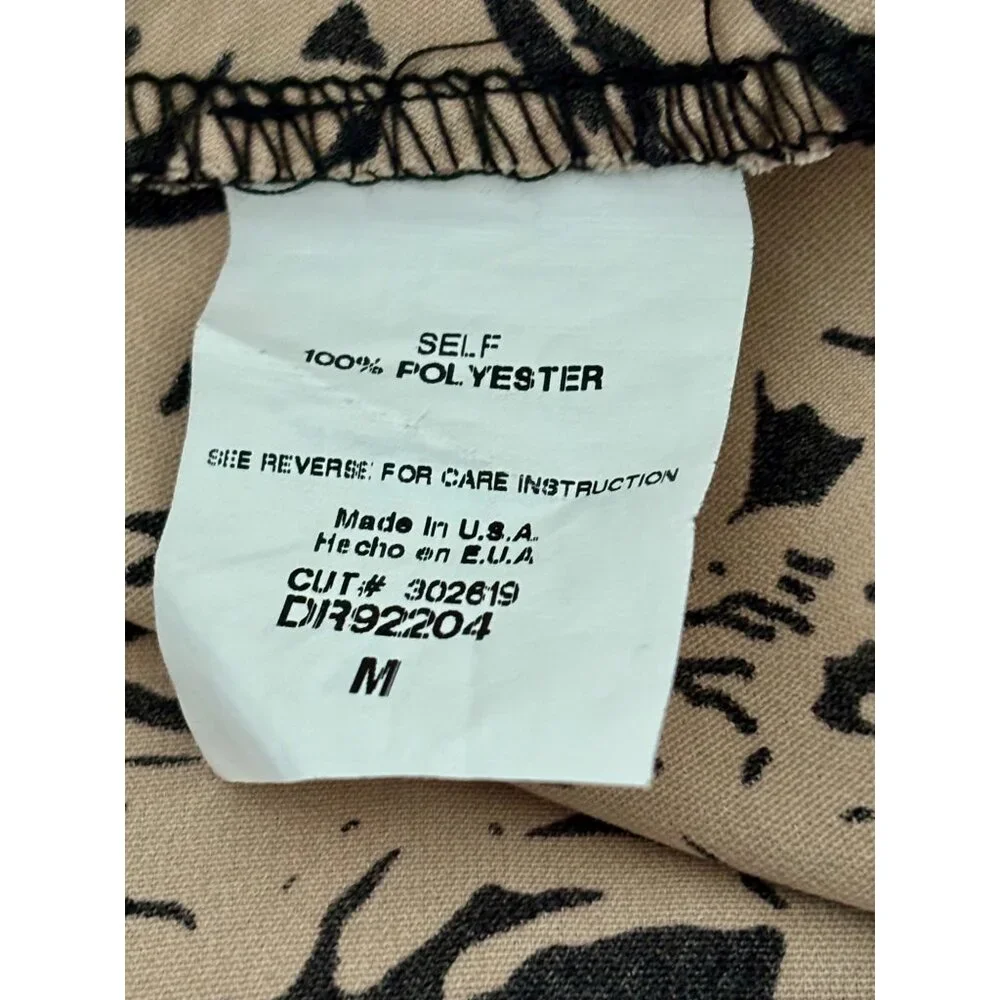 SELF
100% POLYESTER
SEE REVERSE FOR CARE INSTRUCTION
Made In U.S.A.
Hecho en E.U.A
CUT# 302619
DR92204
M